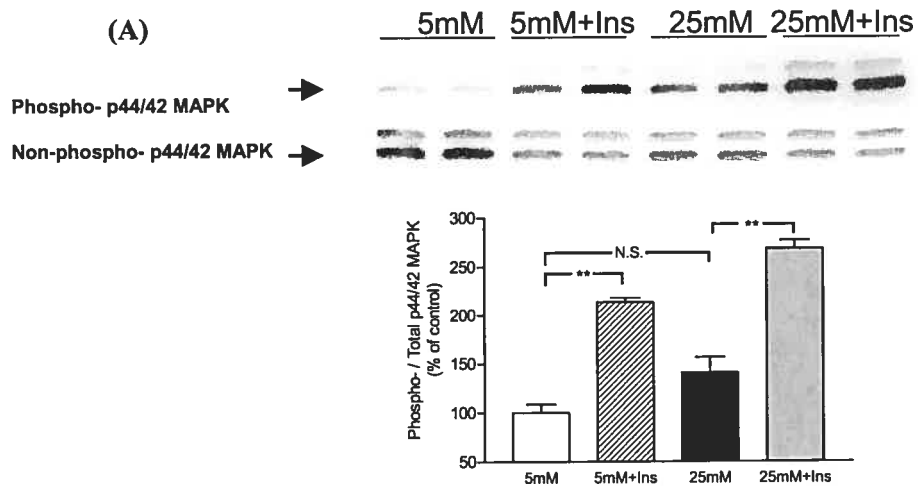 (A)
5mM 5mM+Ins 25mM 25mM+Ins
Phospho- p44/42 MAPK
Non-phospho- p44/42 MAPK
Phospho- / Total p44/42 MAPK
(% of control)
300
250
200
150
100
50
**
N.S.
**
5mM 5mM+Ins 25mM 25mM+Ins